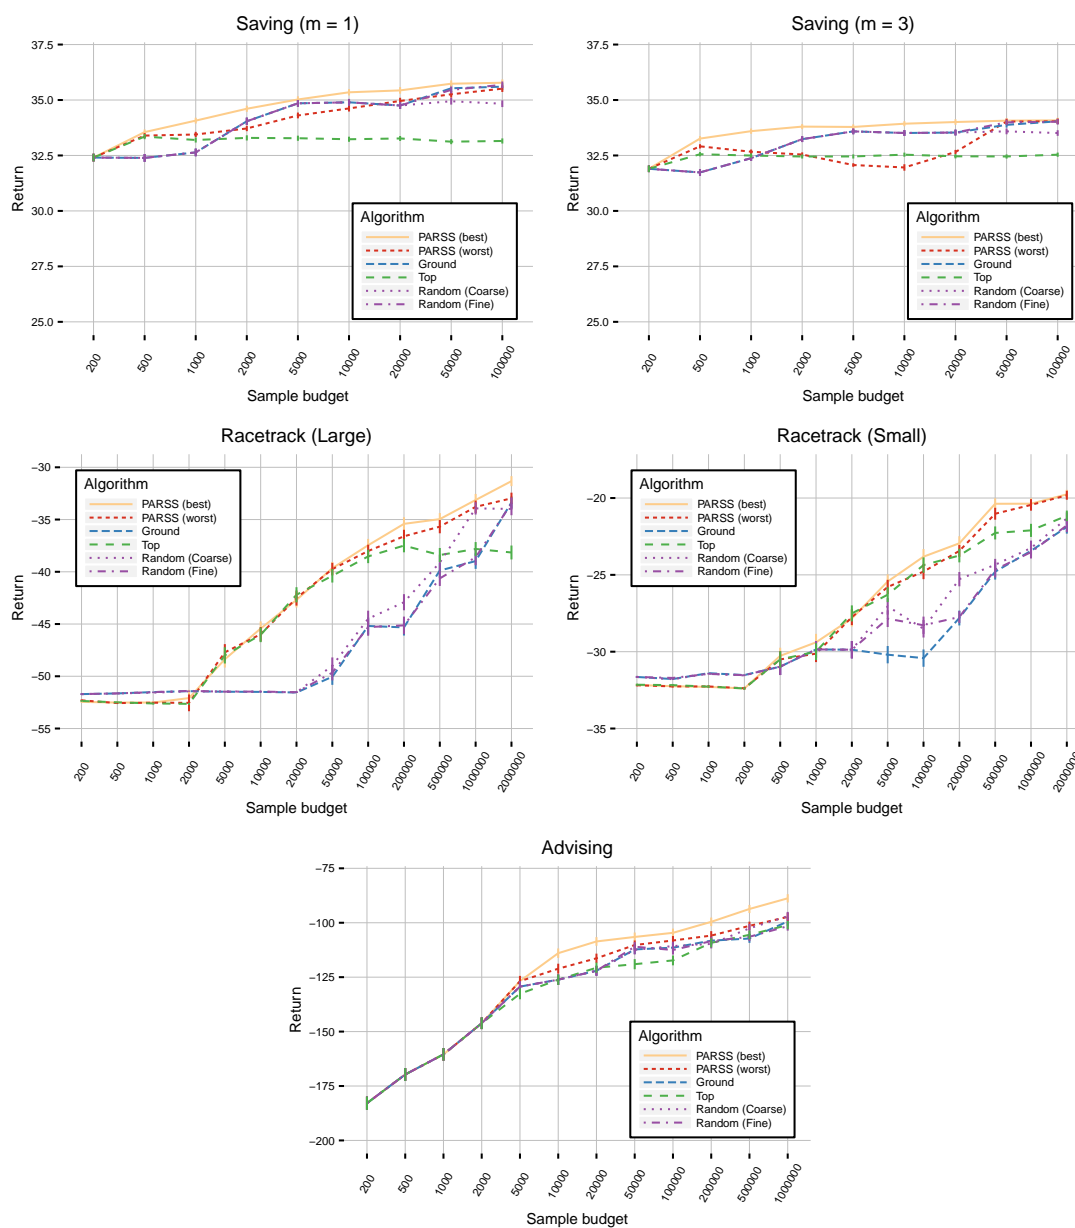 Saving (m = 1)
37.5
35.0
32.5
30.0
27.5
25.0
Return
Algorithm
PARSS (best)
PARSS (worst)
Ground
Top
Random (Coarse)
Random (Fine)
200
500
1000
2000
5000
10000
20000
50000
100000
Sample budget
Saving (m = 3)
37.5
35.0
32.5
30.0
27.5
25.0
Return
Algorithm
PARSS (best)
PARSS (worst)
Ground
Top
Random (Coarse)
Random (Fine)
200
500
1000
2000
5000
10000
20000
50000
100000
Sample budget
Racetrack (Large)
−30
−35
−40
−45
−50
−55
Return
Algorithm
PARSS (best)
PARSS (worst)
Ground
Top
Random (Coarse)
Random (Fine)
200
500
1000
2000
5000
10000
20000
50000
100000
200000
500000
1000000
2000000
Sample budget
Racetrack (Small)
−20
−25
−30
−35
Return
Algorithm
PARSS (best)
PARSS (worst)
Ground
Top
Random (Coarse)
Random (Fine)
200
500
1000
2000
5000
10000
20000
50000
100000
200000
500000
1000000
Sample budget
Advising
−75
−100
−125
−150
−175
−200
Return
Algorithm
PARSS (best)
PARSS (worst)
Ground
Top
Random (Coarse)
Random (Fine)
200
500
1000
2000
5000
10000
20000
50000
100000
200000
500000
1000000
Sample budget